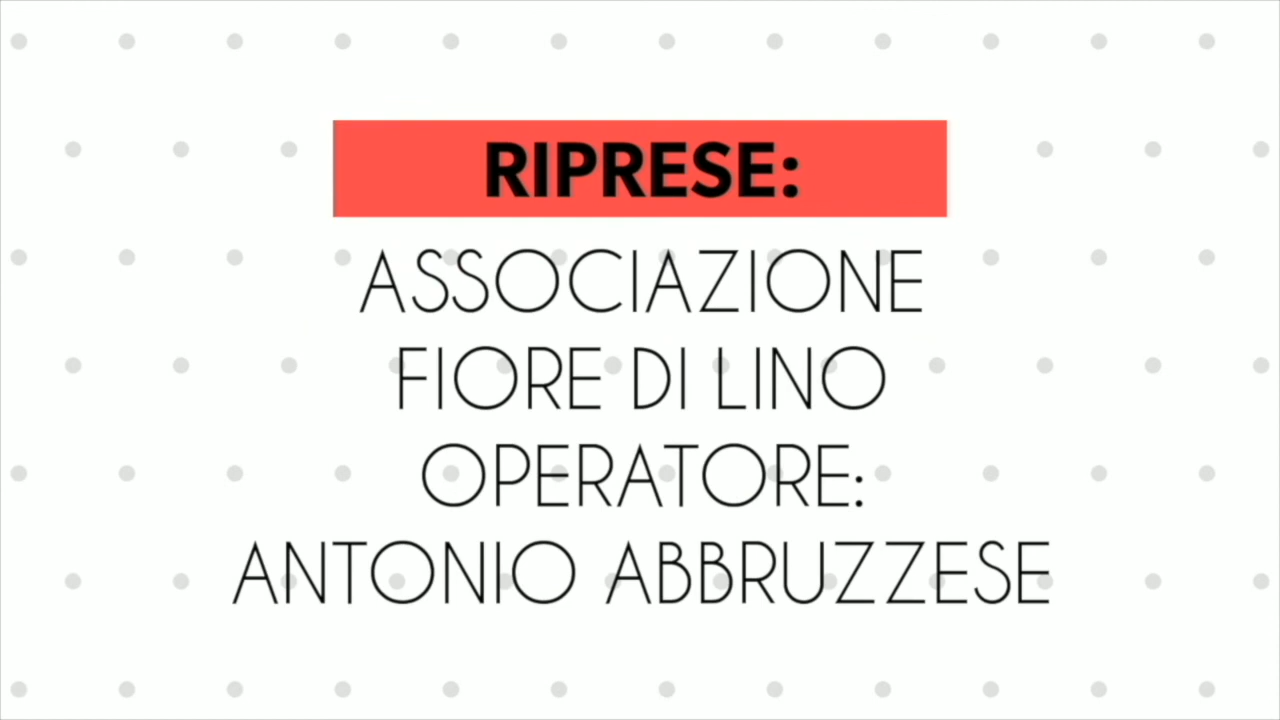 RIPRESE:
ASSOCIAZIONE
FIORE DI LINO
OPERATORE:
ANTONIO ABBRUZZESE